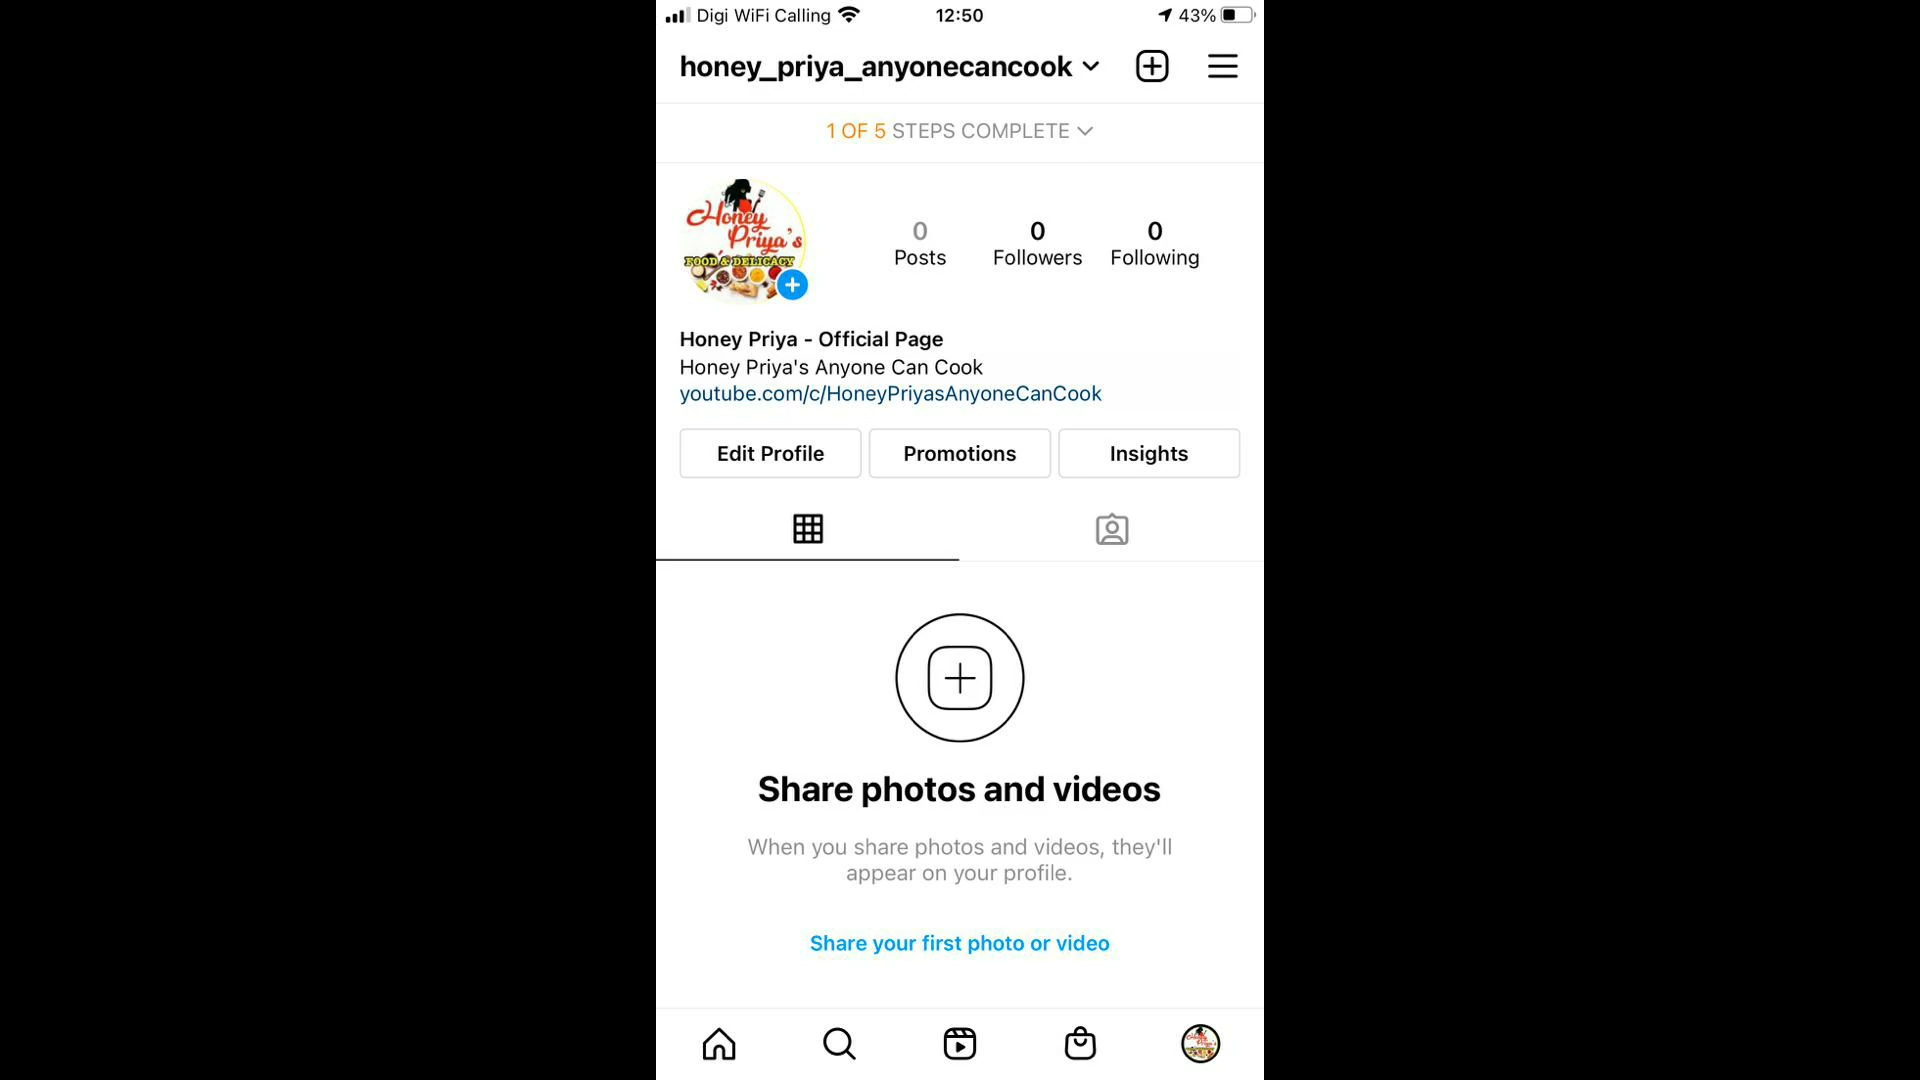 Digi WiFi Calling 12:50 43%
honey_priya_anyonecancook
1 OF 5 STEPS COMPLETE
Honey
Priya's
FOOD & DELICACY
0 0 0
Posts Followers Following
Honey Priya - Official Page
Honey Priya's Anyone Can Cook
youtube.com/c/HoneyPriyasAnyoneCanCook
Edit Profile Promotions Insights
Share photos and videos
When you share photos and videos, they'll
appear on your profile.
Share your first photo or video